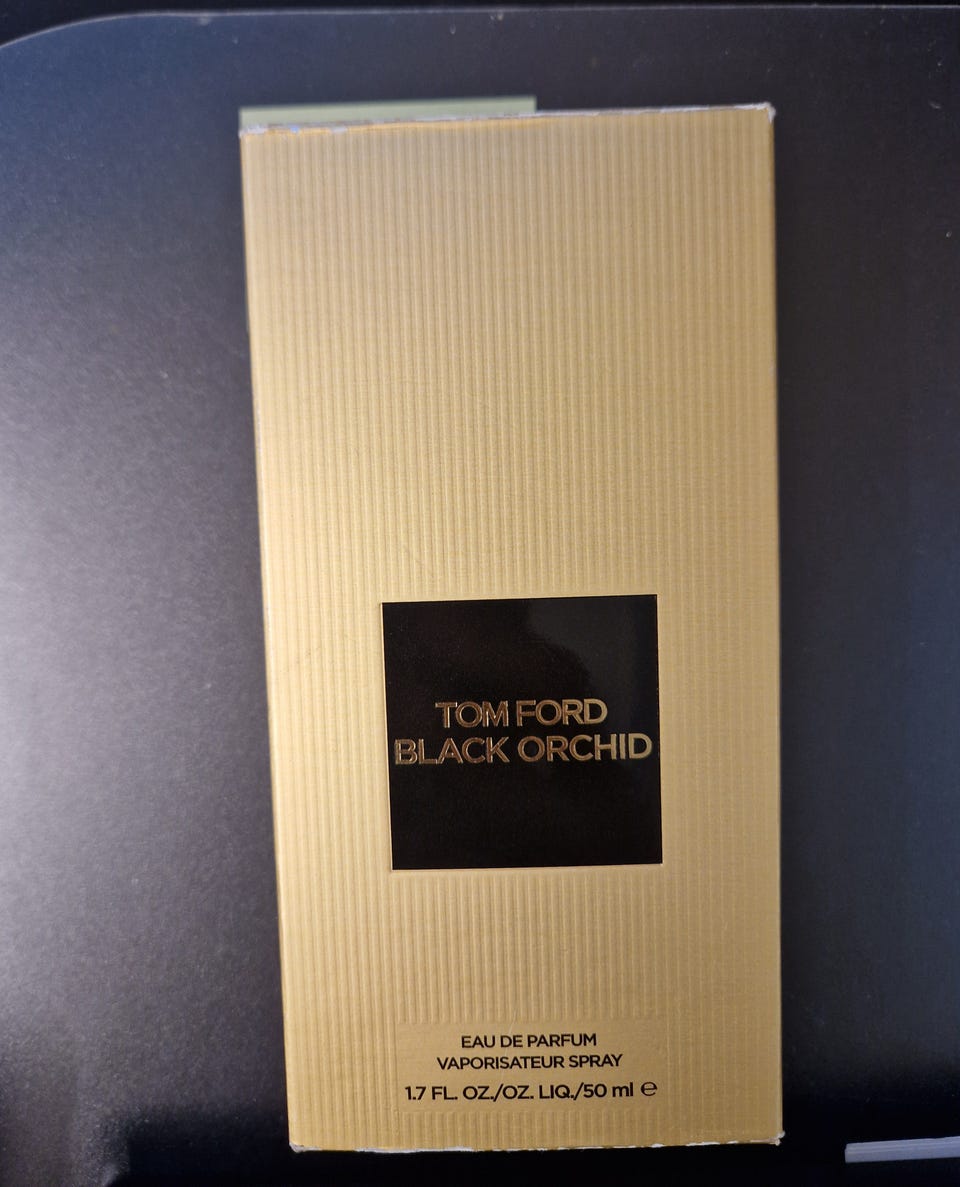 TOM FORD
BLACK ORCHID
EAU DE PARFUM
VAPORISATEUR SPRAY
1.7 FL. OZ./OZ. LIQ./50 ml ℮